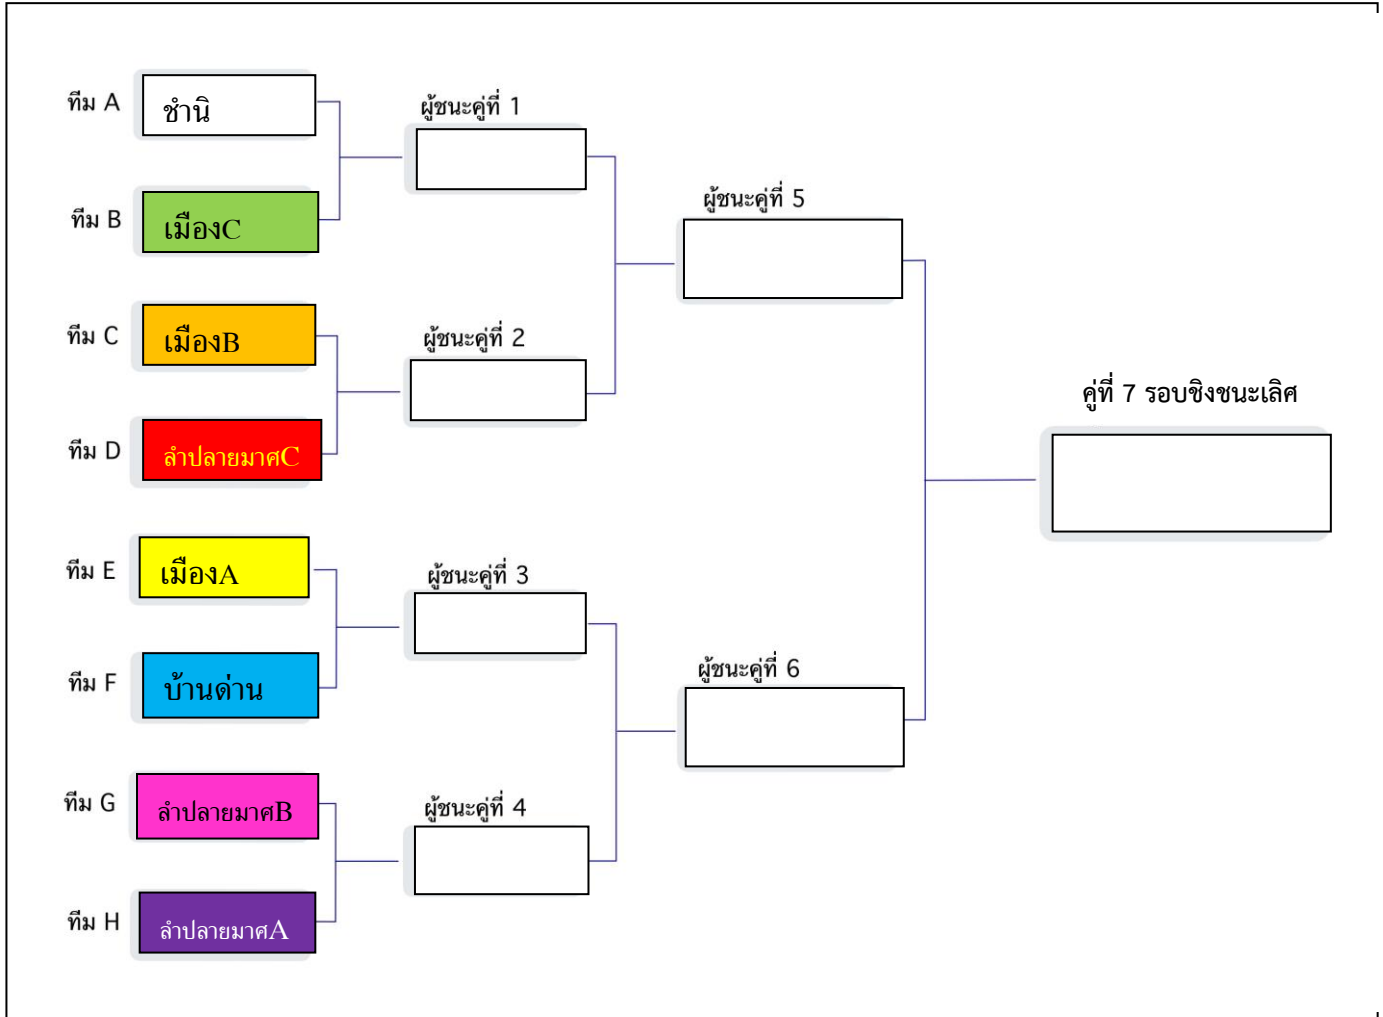 ทีม A
ชำนิ
ทีม B
เมืองC
ทีม C
เมืองB
ทีม D
ลำปลายมาศC
ทีม E
เมืองA
ทีม F
บ้านด่าน
ทีม G
ลำปลายมาศB
ทีม H
ลำปลายมาศA
ผู้ชนะคู่ที่ 1
ผู้ชนะคู่ที่ 2
ผู้ชนะคู่ที่ 3
ผู้ชนะคู่ที่ 4
ผู้ชนะคู่ที่ 5
ผู้ชนะคู่ที่ 6
คู่ที่ 7 รอบชิงชนะเลิศ